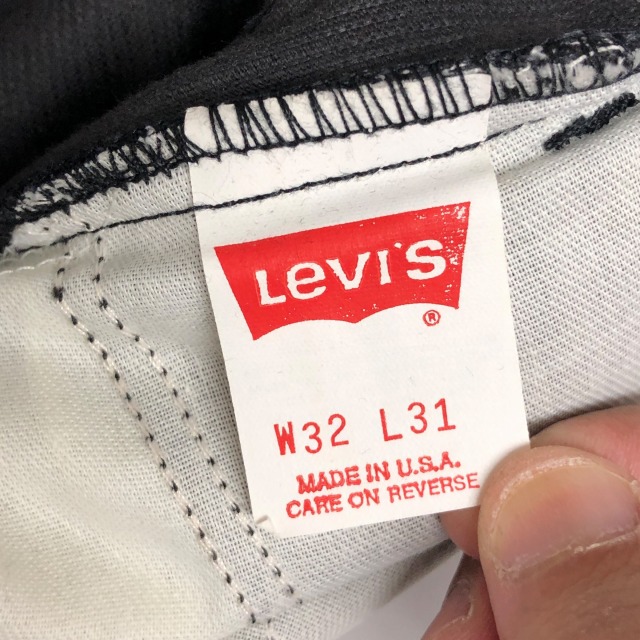 LEVI'S
®
W32 L31
MADE IN U.S.A.
CARE ON REVERSE